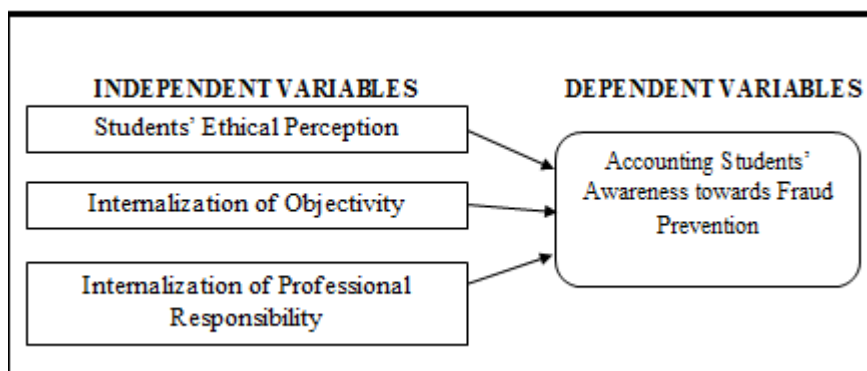 INDEPENDENT VARIABLES
Students’ Ethical Perception
Internalization of Objectivity
Internalization of Professional
Responsibility
DEPENDENT VARIABLES
Accounting Students’
Awareness towards Fraud
Prevention